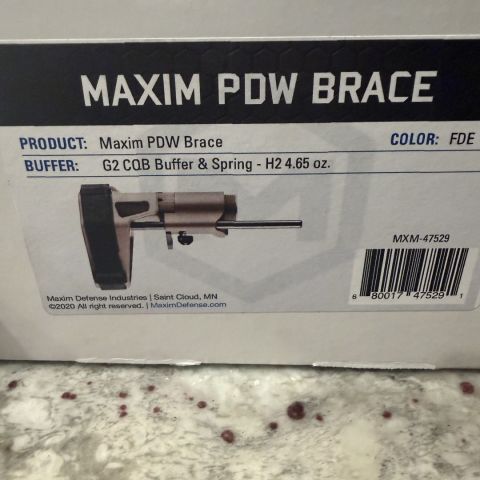 MAXIM PDW BRACE
PRODUCT: Maxim PDW Brace COLOR: FDE
BUFFER: G2 CQB Buffer & Spring - H2 4.65 oz.
MXM-47529
Maxim Defense Industries | Saint Cloud, MN
©2020 All right reserved. | MaximDefense.com
8 80017 47529 1